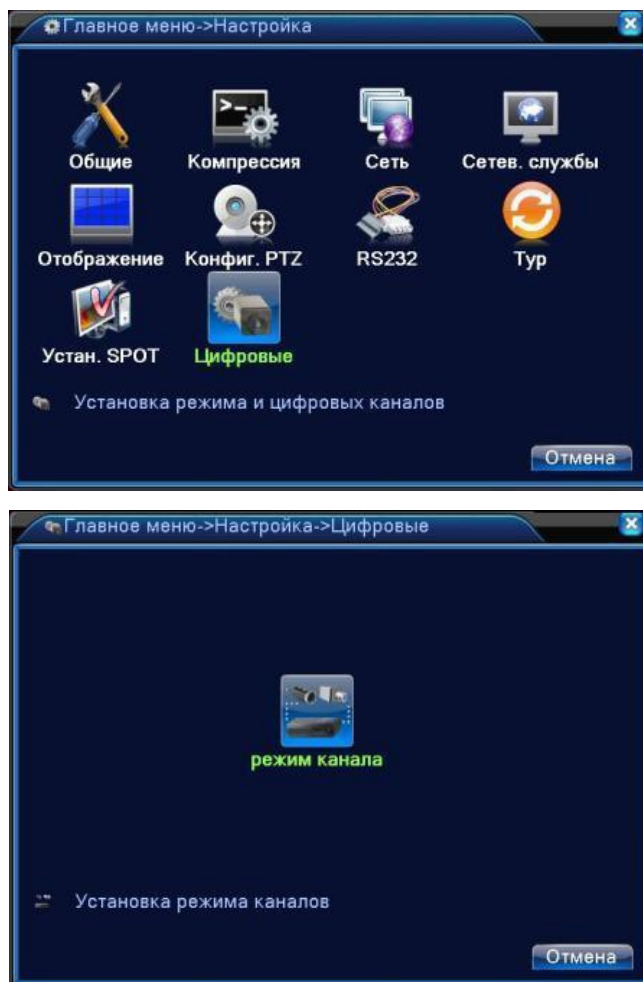 Главное меню->Настройка
Общие Компрессия Сеть Сетев. службы
Отображение Конфиг. PTZ RS232 Тур
Устан. SPOT Цифровые
Установка режима и цифровых каналов
Отмена
Главное меню->Настройка->Цифровые
режим канала
Установка режима каналов
Отмена